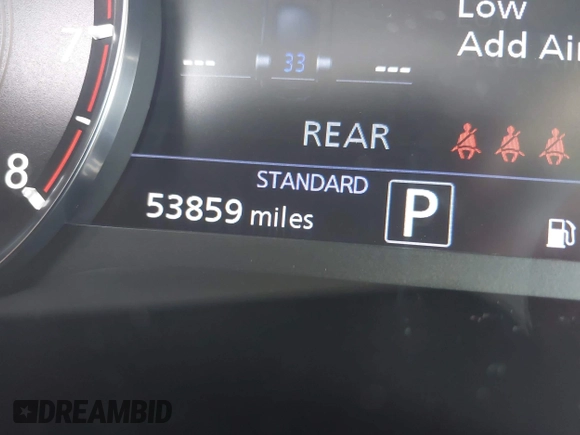 Low
Add Air
7
---
33
---
REAR
8
STANDARD
53859 miles
P
DREAMBID